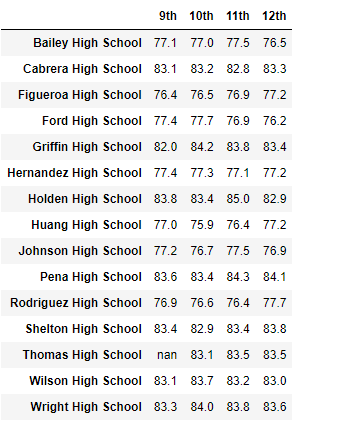 9th 10th 11th 12th
Bailey High School 77.1 77.0 77.5 76.5
Cabrera High School 83.1 83.2 82.8 83.3
Figueroa High School 76.4 76.5 76.9 77.2
Ford High School 77.4 77.7 76.9 76.2
Griffin High School 82.0 84.2 83.8 83.4
Hernandez High School 77.4 77.3 77.1 77.2
Holden High School 83.8 83.4 85.0 82.9
Huang High School 77.0 75.9 76.4 77.2
Johnson High School 77.2 76.7 77.5 76.9
Pena High School 83.6 83.4 84.3 84.1
Rodriguez High School 76.9 76.6 76.4 77.7
Shelton High School 83.4 82.9 83.4 83.8
Thomas High School nan 83.1 83.5 83.5
Wilson High School 83.1 83.7 83.2 83.0
Wright High School 83.3 84.0 83.8 83.6